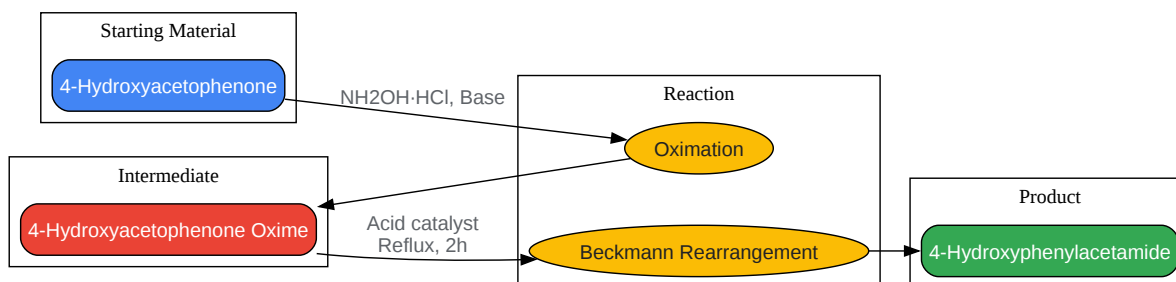 Starting Material
4-Hydroxyacetophenone
NH2OH·HCl, Base
Reaction
Oximation
Intermediate
4-Hydroxyacetophenone Oxime
Acid catalyst
Reflux, 2h
Beckmann Rearrangement
Product
4-Hydroxyphenylacetamide